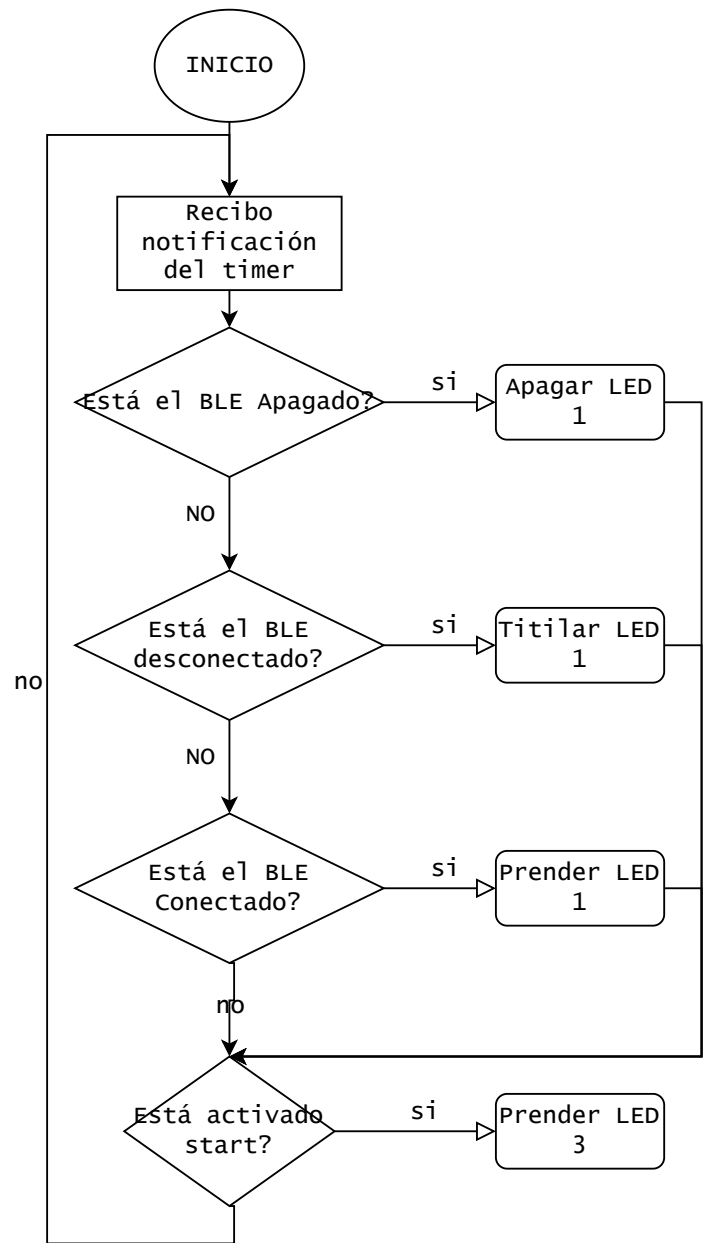 INICIO
Recibo
notificación
del timer
Está el BLE Apagado?
si
Apagar LED
1
NO
Está el BLE
desconectado?
si
Titilar LED
1
no
NO
Está el BLE
Conectado?
si
Prender LED
1
no
Está activado
start?
si
Prender LED
3